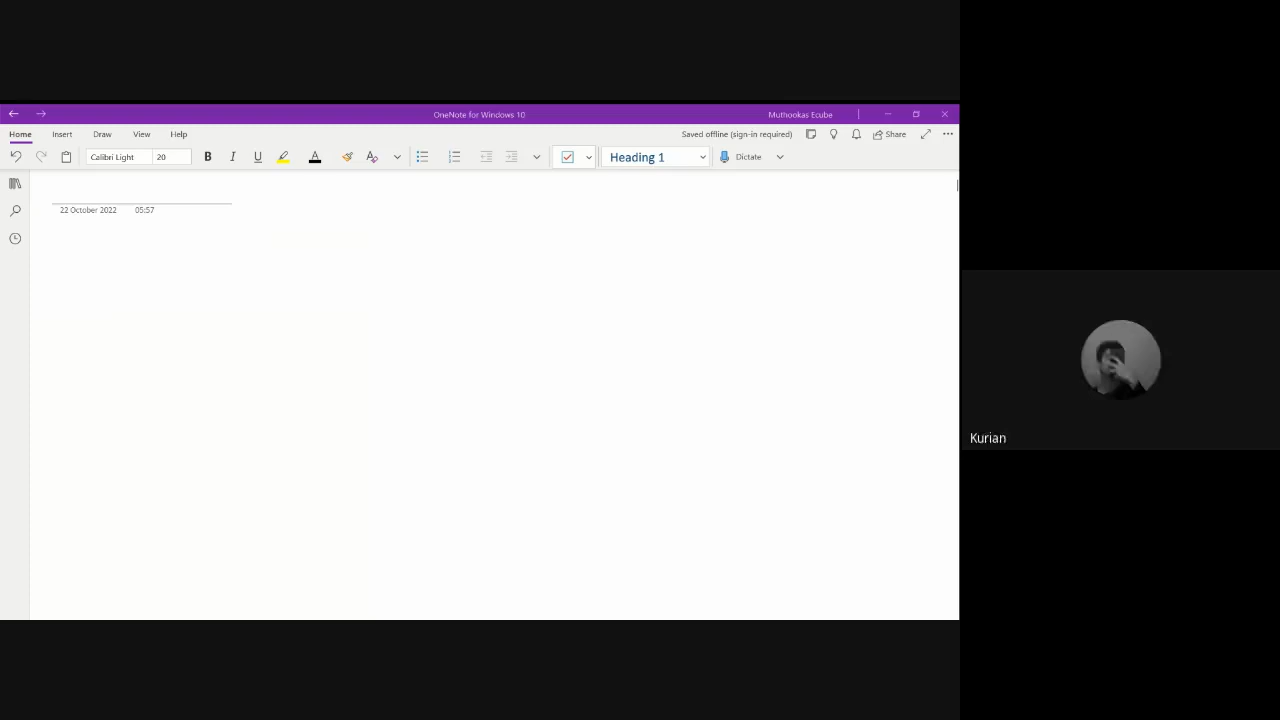 OneNote for Windows 10
Muthookas Ecube
Home Insert Draw View Help
Saved offline (sign-in required)
Share
Calibri Light 20
B I U A
Heading 1
Dictate
22 October 2022 05:57
Kurian